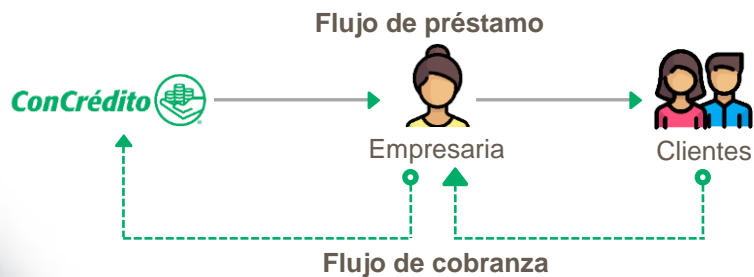 Flujo de préstamo
ConCrédito
Empresaria
Clientes
Flujo de cobranza